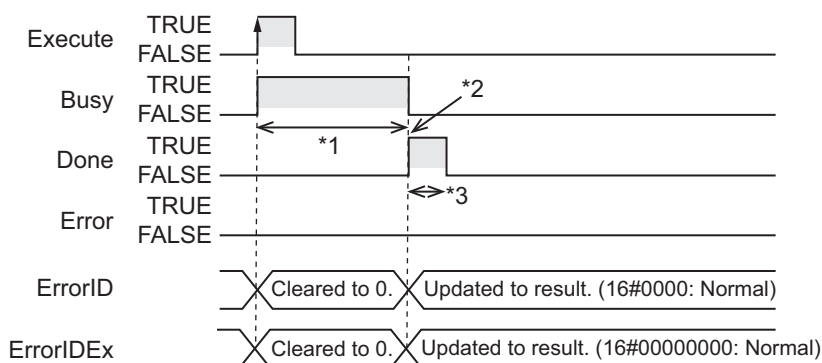 Execute TRUE
FALSE
Busy TRUE
FALSE
*2
*1
Done TRUE
FALSE
*3
Error TRUE
FALSE
ErrorID Cleared to 0. Updated to result. (16#0000: Normal)
ErrorIDEx Cleared to 0. Updated to result. (16#00000000: Normal)